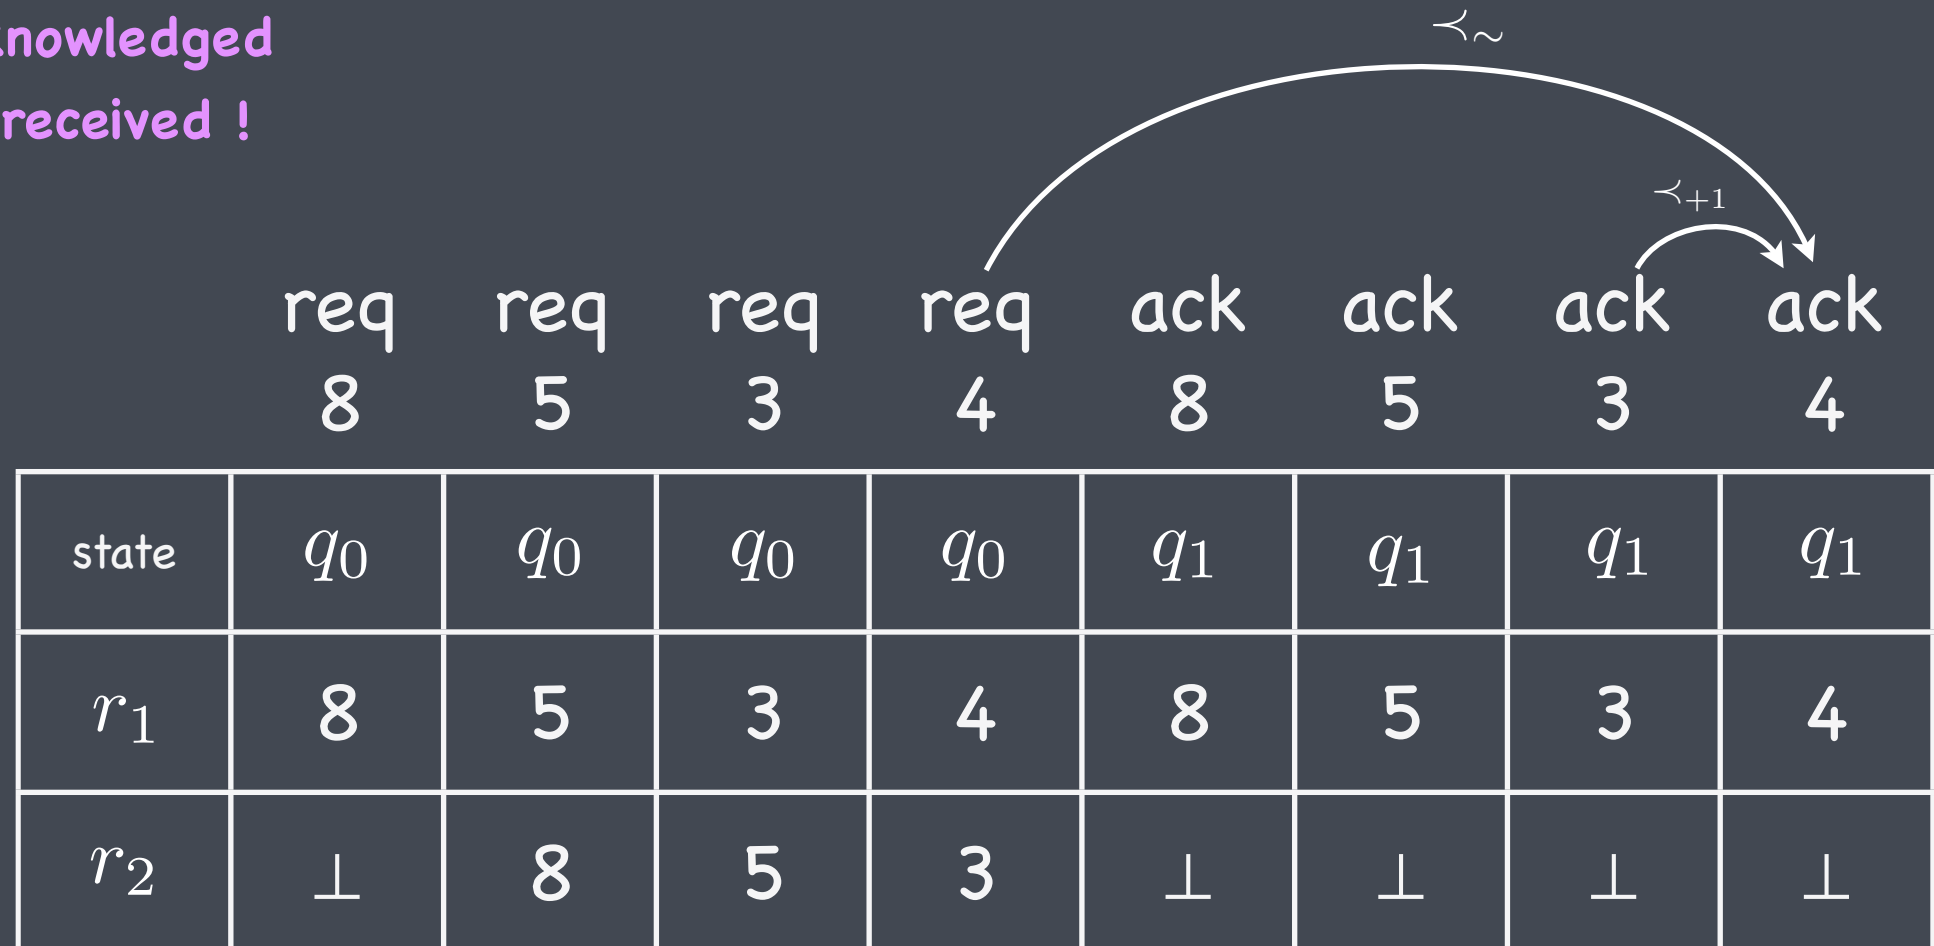 knowledged
received !
≺∼
≺+1
req req req req ack ack ack ack
8 5 3 4 8 5 3 4
state q0 q0 q0 q0 q1 q1 q1 q1
r1 8 5 3 4 8 5 3 4
r2 ⊥ 8 5 3 ⊥ ⊥ ⊥ ⊥